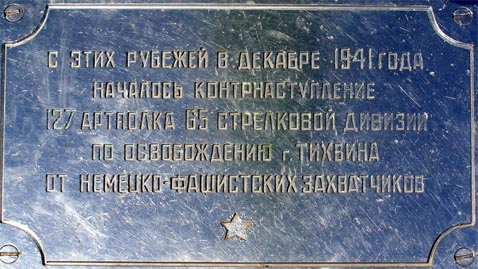 С ЭТИХ РУБЕЖЕЙ В ДЕКАБРЕ 1941 ГОДА
НАЧАЛОСЬ КОНТРНАСТУПЛЕНИЕ
127 АРТПОЛКА 65 СТРЕЛКОВОЙ ДИВИЗИИ
ПО ОСВОБОЖДЕНИЮ г. ТИХВИНА
ОТ НЕМЕЦКО-ФАШИСТСКИХ ЗАХВАТЧИКОВ